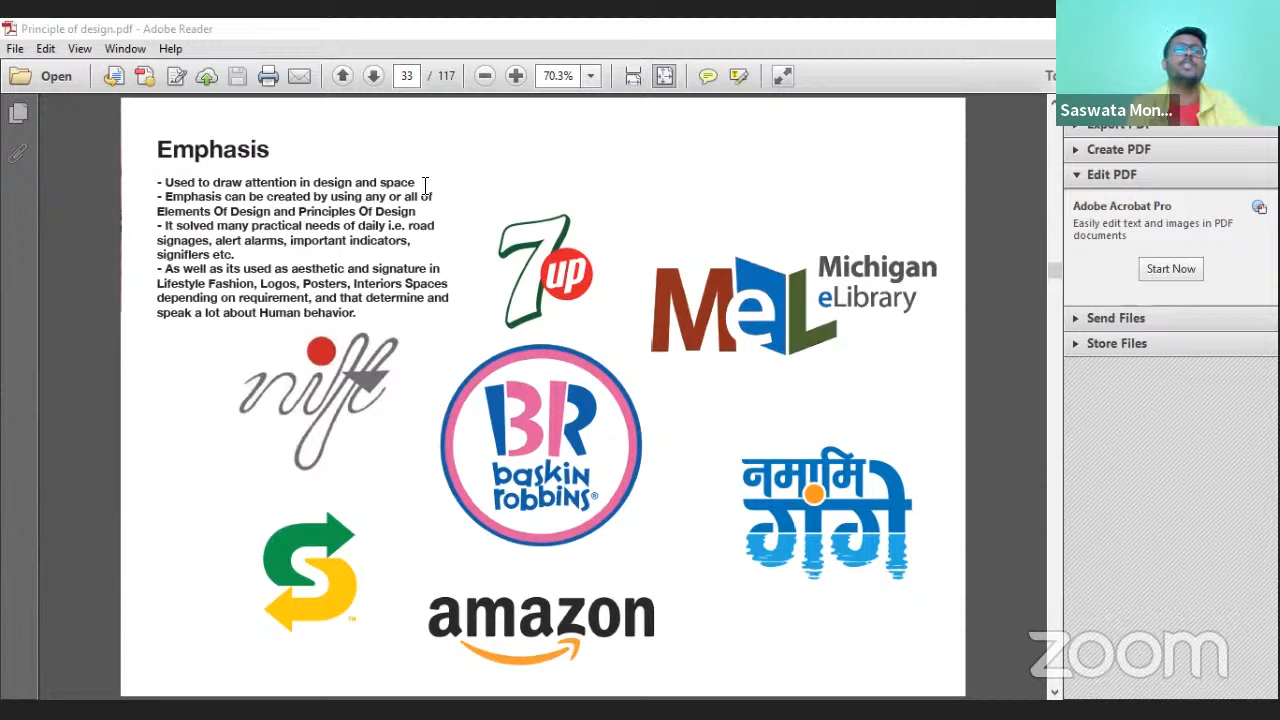 Principle of design.pdf - Adobe Reader
File Edit View Window Help
Open 33 / 117 70.3%
Saswata Mon...
Create PDF
Edit PDF
Adobe Acrobat Pro
Easily edit text and images in PDF
documents
Start Now
Send Files
Store Files
Emphasis
- Used to draw attention in design and space
- Emphasis can be created by using any or all of
Elements Of Design and Principles Of Design
- It solved many practical needs of daily i.e. road
signages, alert alarms, important indicators,
signifiers etc.
- As well as its used as aesthetic and signature in
Lifestyle Fashion, Logos, Posters, Interiors Spaces
depending on requirement, and that determine and
speak a lot about Human behavior.
7up
MeL
Michigan
eLibrary
nift
BR
baskin
robbins®
नमामि
गंगे
S
™
amazon
zoom